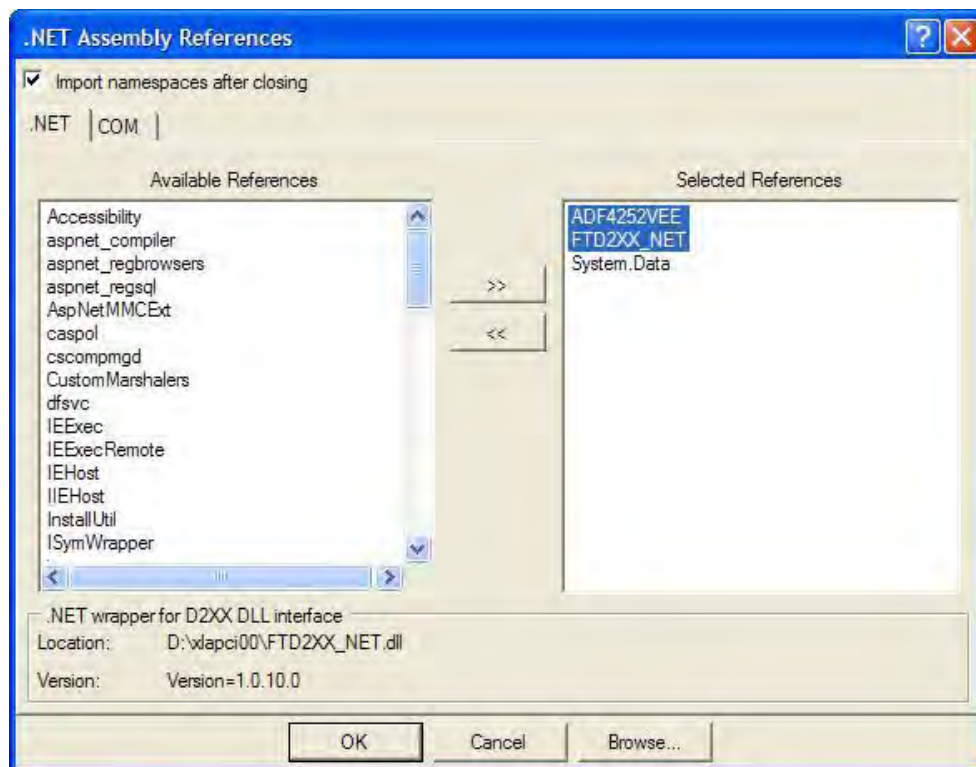 .NET Assembly References
Import namespaces after closing
.NET
COM
Available References
Accessibility
aspnet_compiler
aspnet_regbrowsers
aspnet_regsql
AspNetMMCExt
caspol
cscompmgd
CustomMarshalers
dfsvc
IEExec
IEExecRemote
IEHost
IIEHost
InstallUtil
ISymWrapper
>>
<<
Selected References
ADF4252VEE
FTD2XX_NET
System.Data
.NET wrapper for D2XX DLL interface
Location: D:\xlapci00\FTD2XX_NET.dll
Version: Version=1.0.10.0
OK
Cancel
Browse...